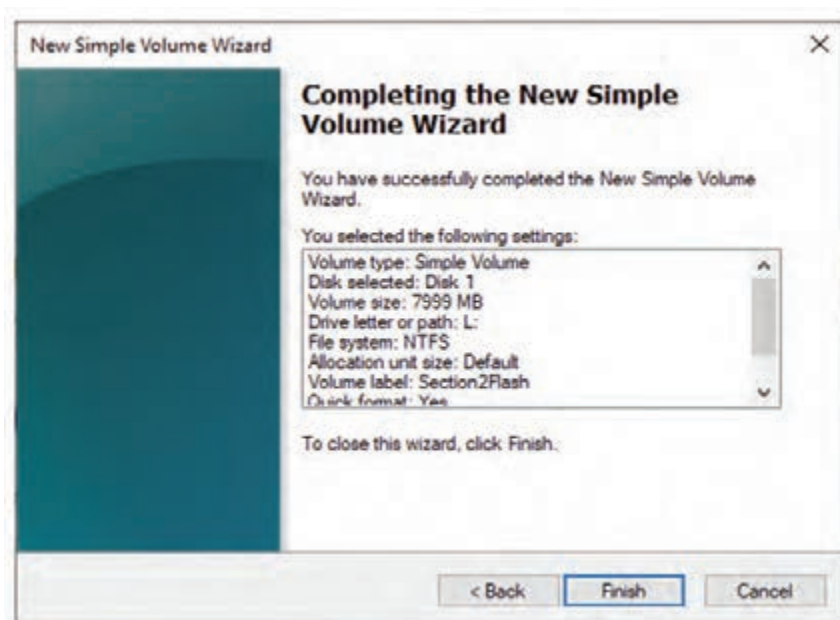 New Simple Volume Wizard
Completing the New Simple
Volume Wizard
You have successfully completed the New Simple Volume
Wizard.
You selected the following settings:
Volume type: Simple Volume
Disk selected: Disk 1
Volume size: 7999 MB
Drive letter or path: L:
File system: NTFS
Allocation unit size: Default
Volume label: Section2Flash
Quick format: Yes
To close this wizard, click Finish.
< Back
Finish
Cancel